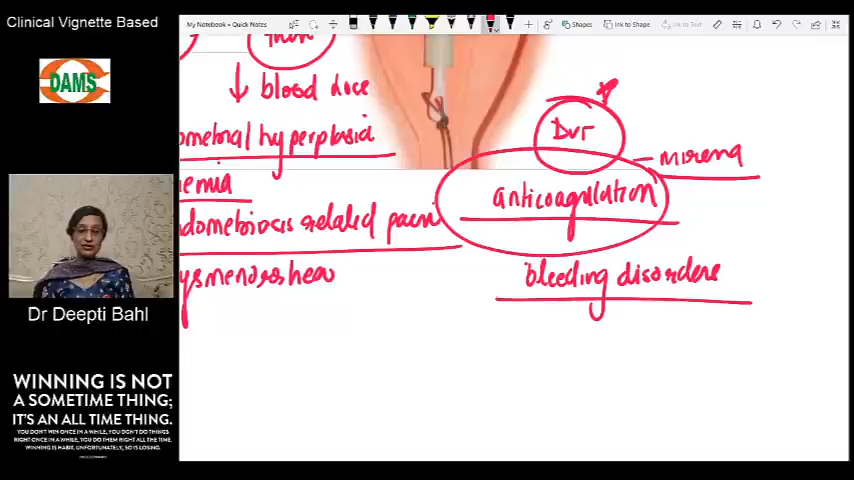 Clinical Vignette Based
DAMS
Dr Deepti Bahl
WINNING IS NOT
A SOMETIME THING;
IT'S AN ALL TIME THING.
YOU DON'T WIN ONCE IN A WHILE, YOU DON'T DO THINGS
RIGHT ONCE IN A WHILE, YOU DO THEM RIGHT ALL THE TIME.
WINNING IS HABIT. UNFORTUNATELY, SO IS LOSING.
My Notebook » Quick Notes
Shapes
Ink to Shape
Ink to Text
↓ blood loss
ometrial hyperplasia
emia
ndometriosis related pain
ysmenorrhea
DVT
- mirena
anticoagulation
bleeding disorders